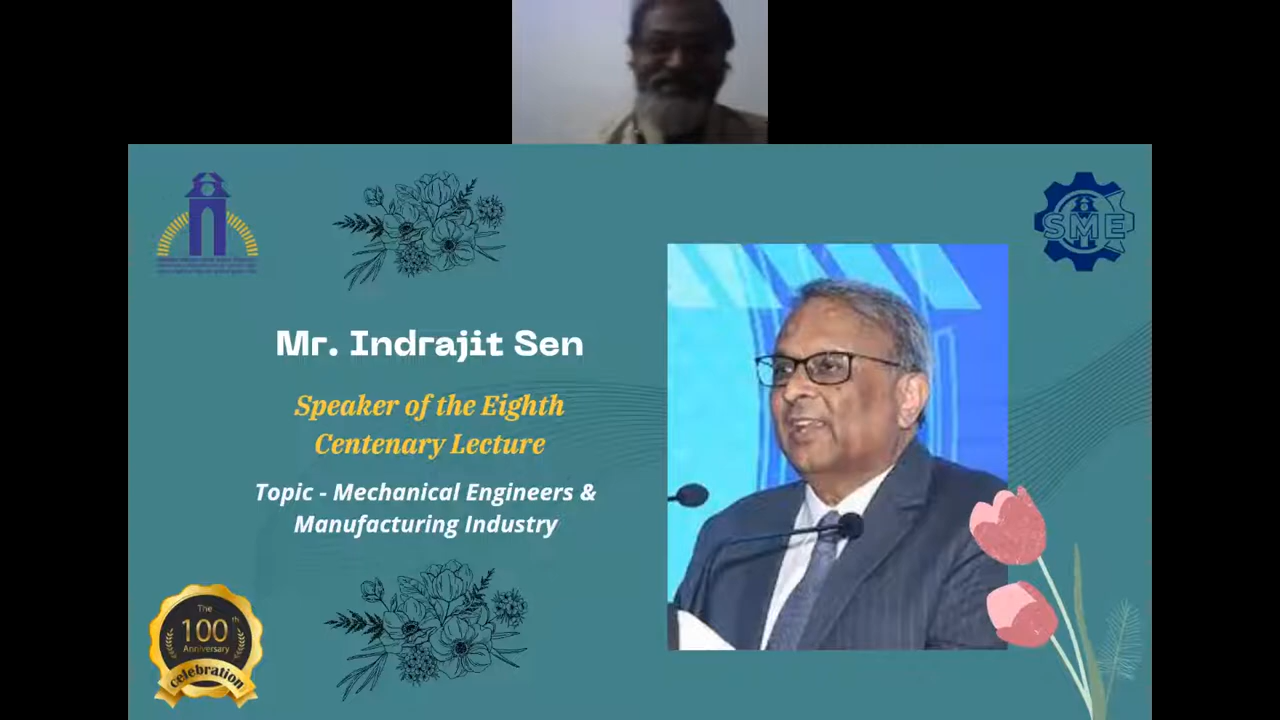 SME
Mr. Indrajit Sen
Speaker of the Eighth
Centenary Lecture
Topic - Mechanical Engineers &
Manufacturing Industry
The
100th
Anniversary
celebration